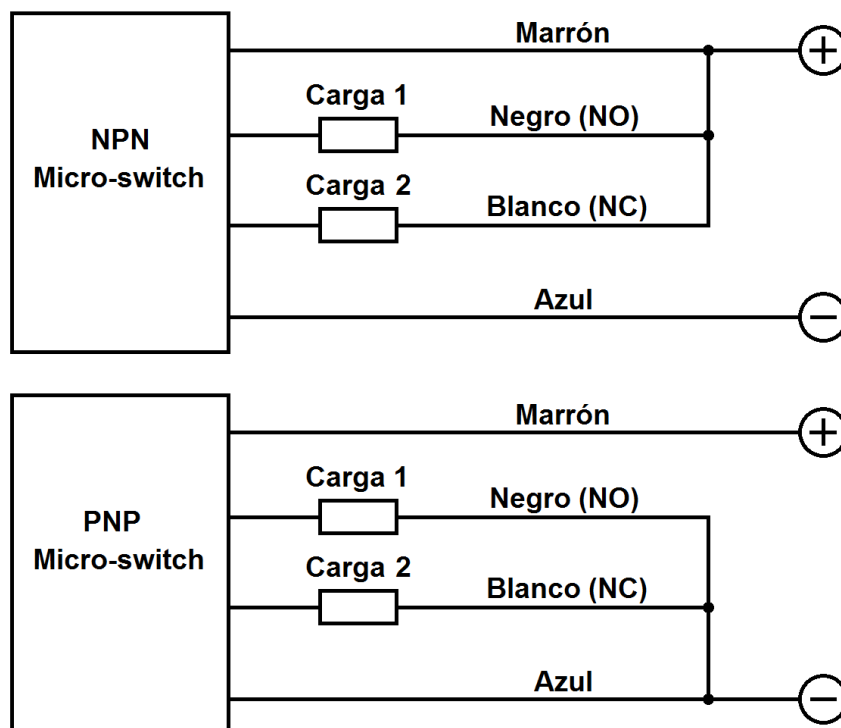 Marrón
+
Carga 1
Negro (NO)
NPN
Micro-switch
Carga 2
Blanco (NC)
Azul
−
Marrón
+
Carga 1
Negro (NO)
PNP
Micro-switch
Carga 2
Blanco (NC)
Azul
−